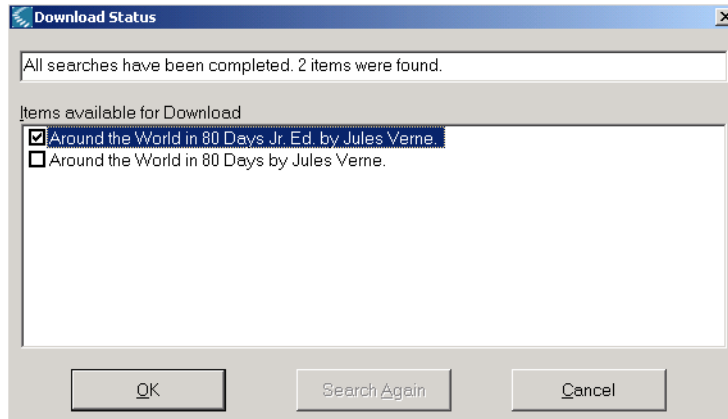 Download Status
All searches have been completed. 2 items were found.
Items available for Download
Around the World in 80 Days Jr. Ed. by Jules Verne.
Around the World in 80 Days by Jules Verne.
OK
Search Again
Cancel